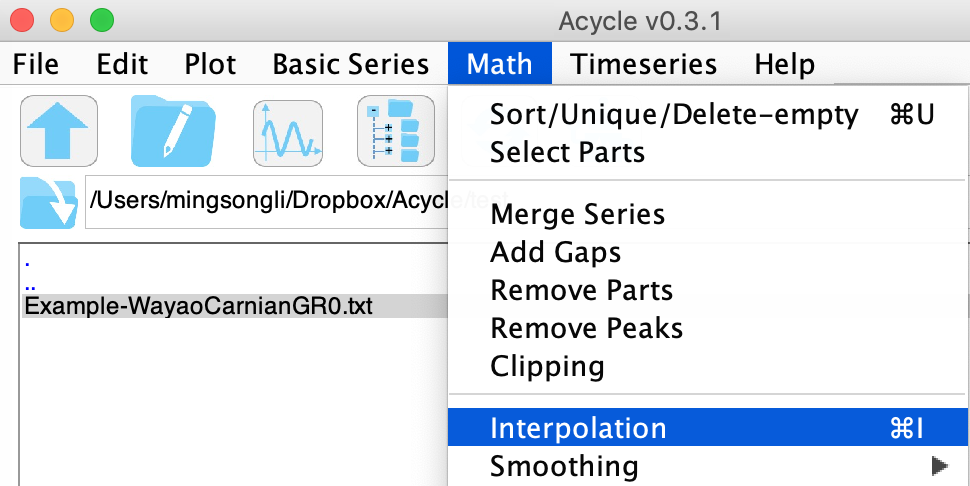 Acycle v0.3.1
File Edit Plot Basic Series Math Timeseries Help
Sort/Unique/Delete-empty ⌘U
Select Parts
/Users/mingsongli/Dropbox/Acycle/test
Merge Series
Add Gaps
.
..
Remove Parts
Example-WayaoCarnianGR0.txt
Remove Peaks
Clipping
Interpolation ⌘I
Smoothing